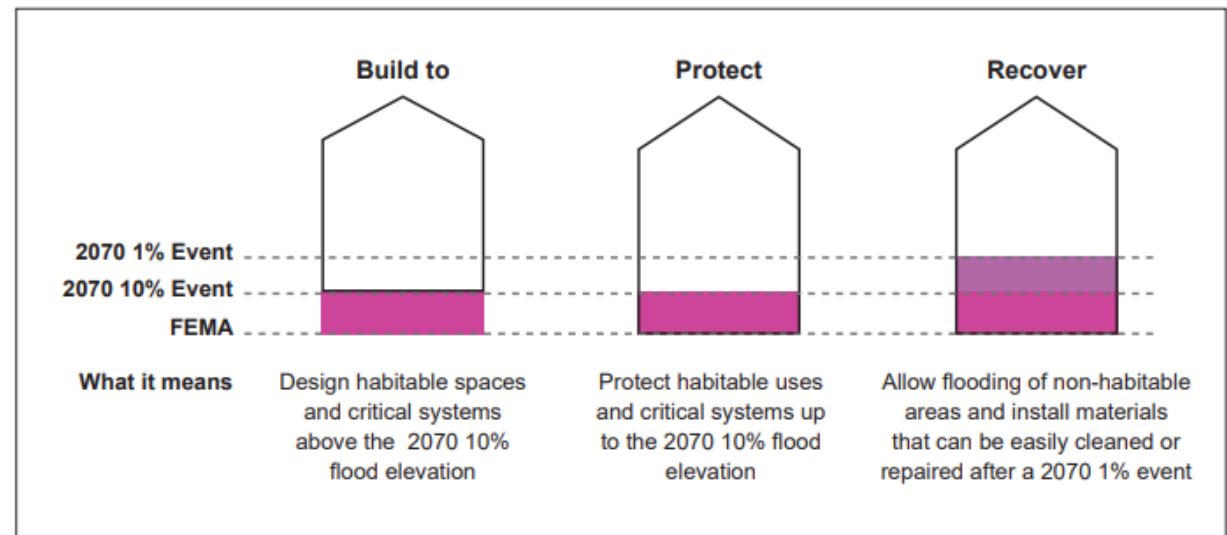 Build to
Protect
Recover
2070 1% Event
2070 10% Event
FEMA
What it means
Design habitable spaces
and critical systems
above the 2070 10%
flood elevation
Protect habitable uses
and critical systems up
to the 2070 10% flood
elevation
Allow flooding of non-habitable
areas and install materials
that can be easily cleaned or
repaired after a 2070 1% event